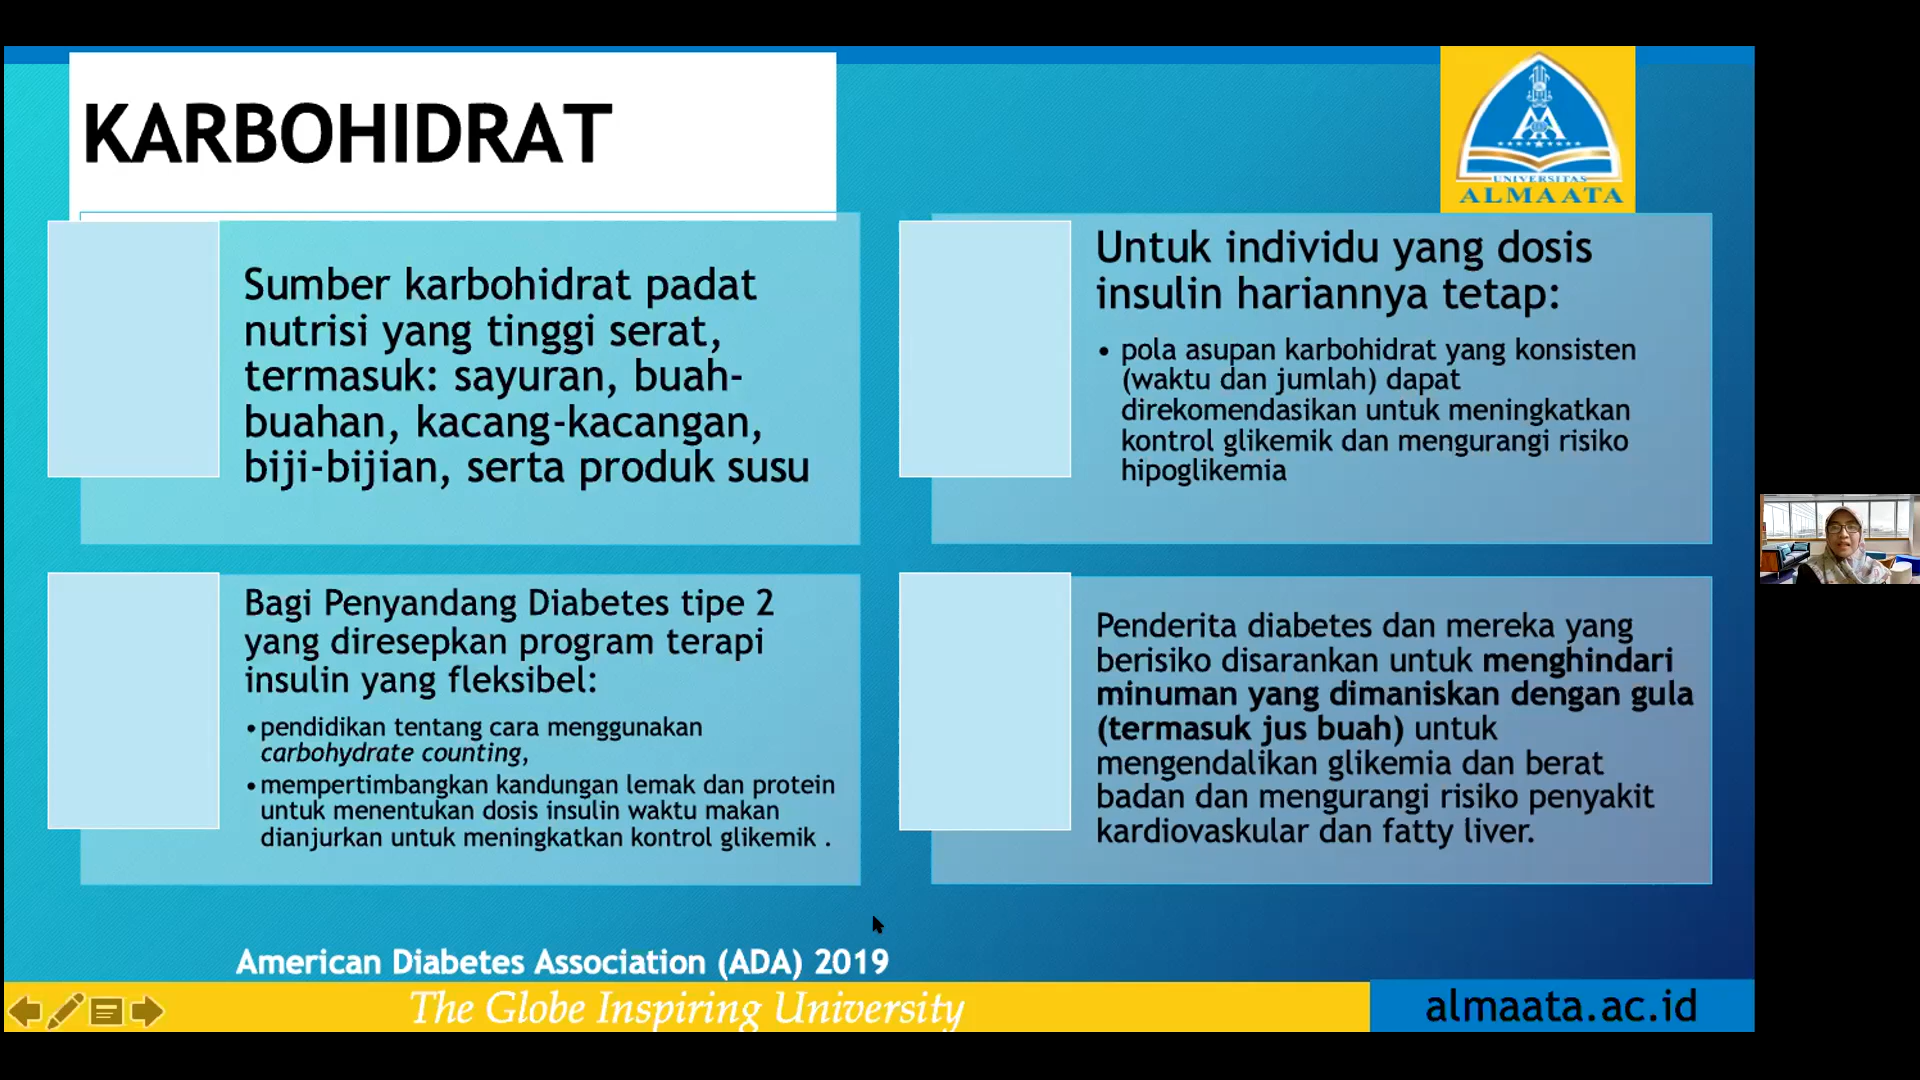 KARBOHIDRAT
UNIVERSITAS
ALMAATA
Sumber karbohidrat padat
nutrisi yang tinggi serat,
termasuk: sayuran, buah-
buahan, kacang-kacangan,
biji-bijian, serta produk susu
Untuk individu yang dosis
insulin hariannya tetap:
• pola asupan karbohidrat yang konsisten
(waktu dan jumlah) dapat
direkomendasikan untuk meningkatkan
kontrol glikemik dan mengurangi risiko
hipoglikemia
Bagi Penyandang Diabetes tipe 2
yang diresepkan program terapi
insulin yang fleksibel:
•pendidikan tentang cara menggunakan
carbohydrate counting,
•mempertimbangkan kandungan lemak dan protein
untuk menentukan dosis insulin waktu makan
dianjurkan untuk meningkatkan kontrol glikemik .
Penderita diabetes dan mereka yang
berisiko disarankan untuk menghindari
minuman yang dimaniskan dengan gula
(termasuk jus buah) untuk
mengendalikan glikemia dan berat
badan dan mengurangi risiko penyakit
kardiovaskular dan fatty liver.
American Diabetes Association (ADA) 2019
The Globe Inspiring University
almaata.ac.id